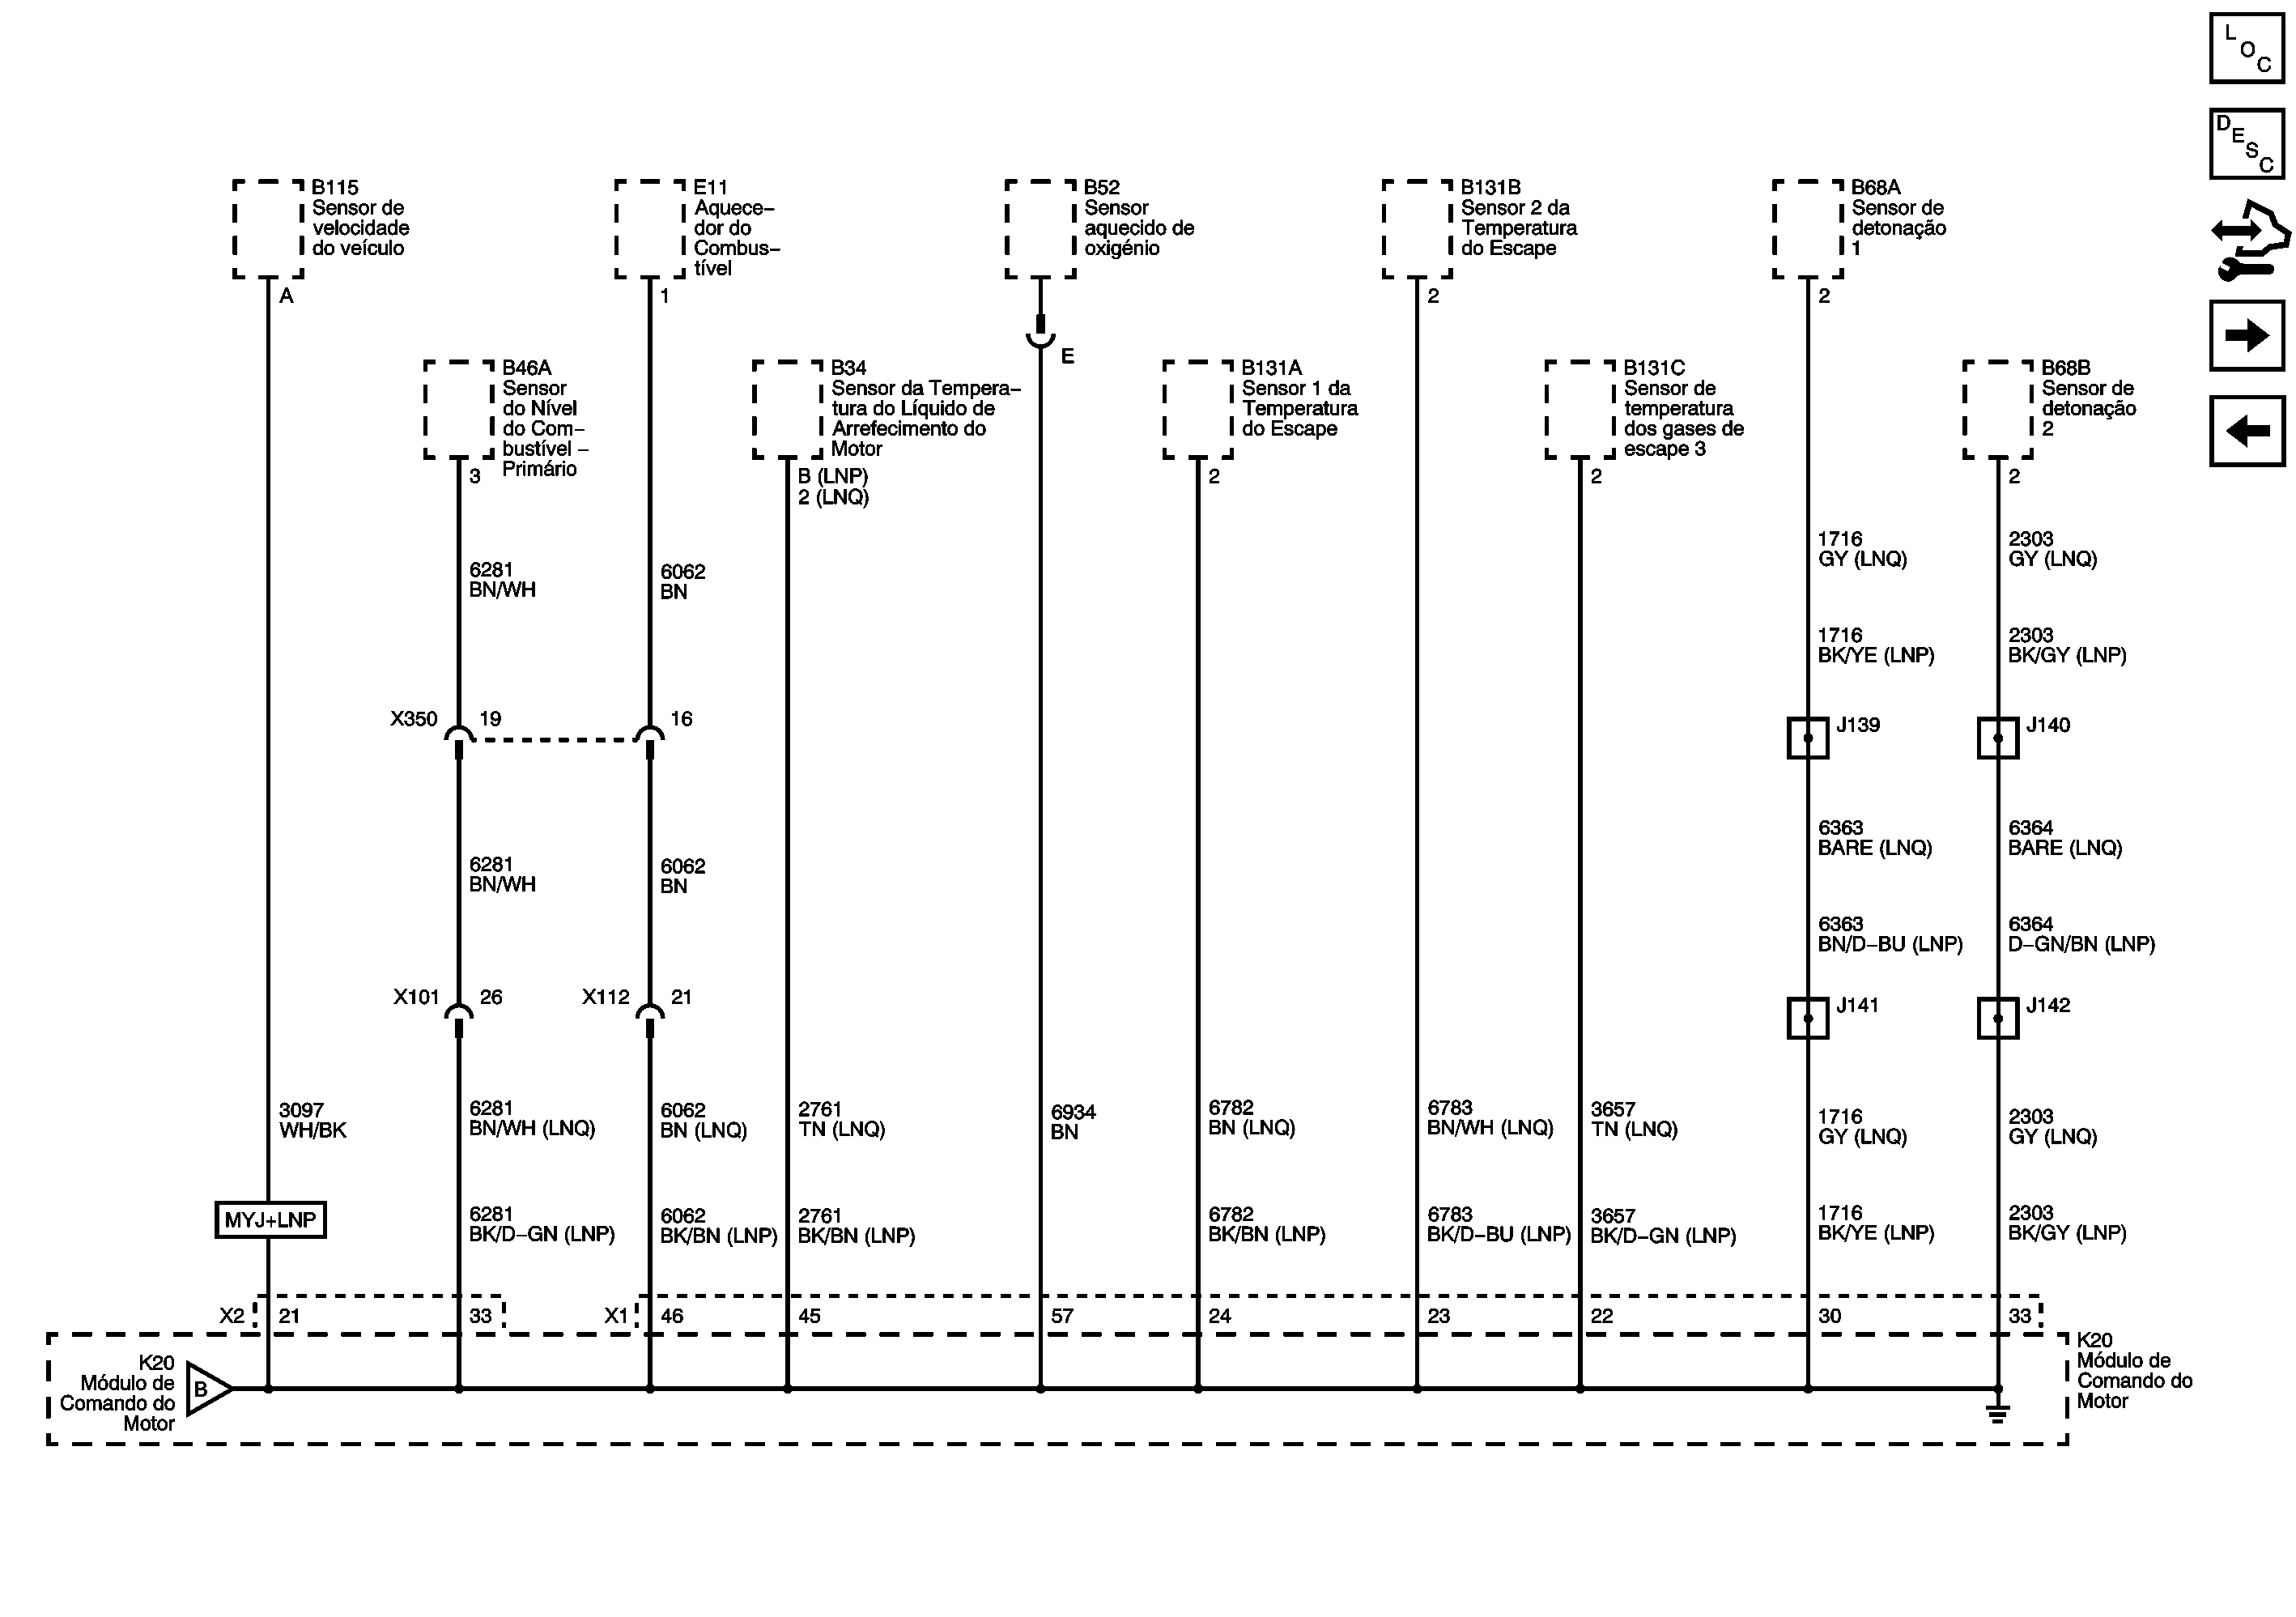 L
O
C
D
E
S
C
B115
Sensor de
velocidade
do veículo
A
E11
Aquece–
dor do
Combus–
tível
1
B52
Sensor
aquecido de
oxigénio
E
B131B
Sensor 2 da
Temperatura
do Escape
2
B68A
Sensor de
detonação
1
2
B46A
Sensor
do Nível
do Com–
bustível –
Primário
3
B34
Sensor da Tempera–
tura do Líquido de
Arrefecimento do
Motor
B (LNP)
2 (LNQ)
B131A
Sensor 1 da
Temperatura
do Escape
2
B131C
Sensor de
temperatura
dos gases de
escape 3
2
B68B
Sensor de
detonação
2
2
6281
BN/WH
6062
BN
1716
GY (LNQ)
2303
GY (LNQ)
1716
BK/YE (LNP)
2303
BK/GY (LNP)
X350
19
16
J139
J140
6281
BN/WH
6062
BN
6363
BARE (LNQ)
6364
BARE (LNQ)
6363
BN/D–BU (LNP)
6364
D–GN/BN (LNP)
X101
26
X112
21
J141
J142
3097
WH/BK
6281
BN/WH (LNQ)
6062
BN (LNQ)
2761
TN (LNQ)
6934
BN
6782
BN (LNQ)
6783
BN/WH (LNQ)
3657
TN (LNQ)
1716
GY (LNQ)
2303
GY (LNQ)
MYJ+LNP
6281
BK/D–GN (LNP)
6062
BK/BN (LNP)
2761
BK/BN (LNP)
6782
BK/BN (LNP)
6783
BK/D–BU (LNP)
3657
BK/D–GN (LNP)
1716
BK/YE (LNP)
2303
BK/GY (LNP)
X2
21
33
X1
46
45
57
24
23
22
30
33
K20
Módulo de
Comando do
Motor
B
K20
Módulo de
Comando do
Motor